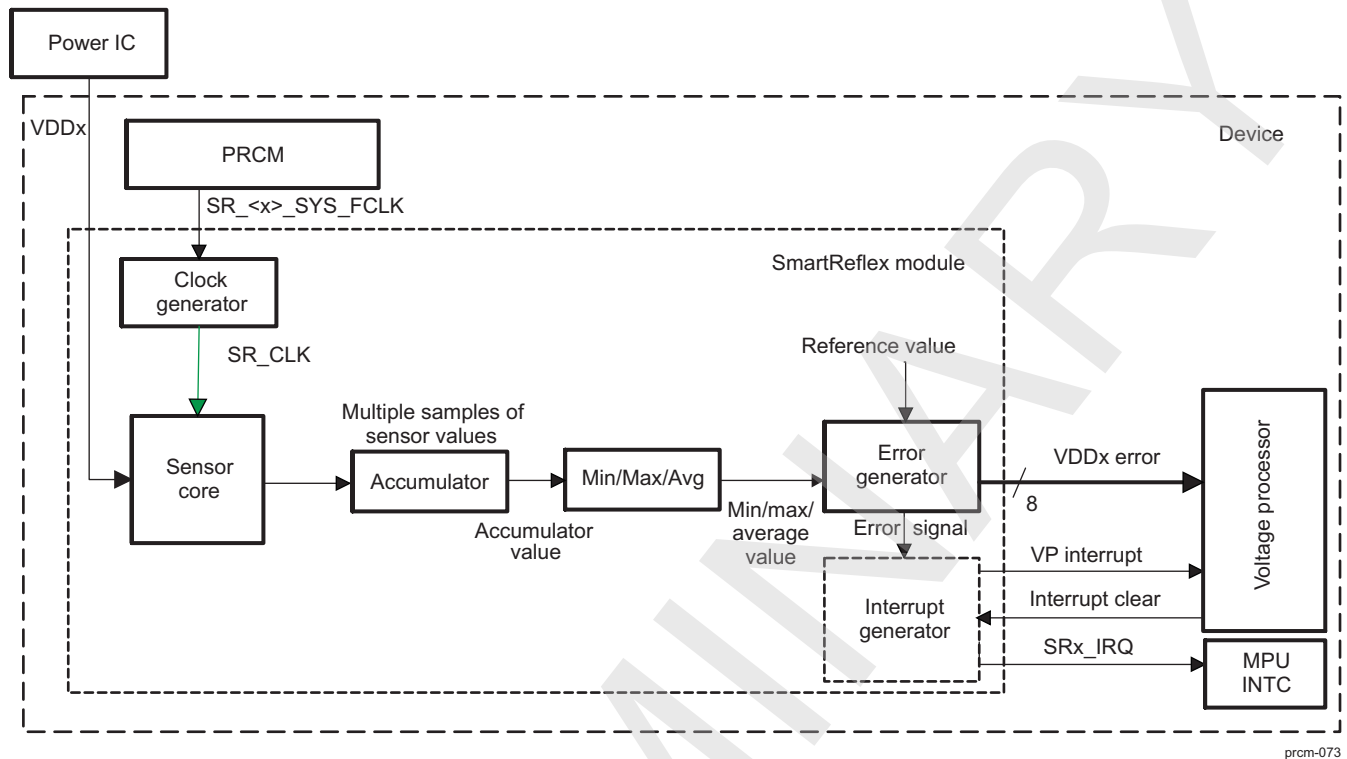 Power IC
VDDx
Device
PRCM
SR_<x>_SYS_FCLK
SmartReflex module
Clock
generator
SR_CLK
Reference value
Multiple samples of
sensor values
Sensor
core
Accumulator
Min/Max/Avg
Error
generator
VDDx error
8
Accumulator
value
Min/max/
average
value
Error signal
VP interrupt
Interrupt clear
Interrupt
generator
SRx_IRQ
Voltage processor
MPU
INTC
prcm-073
MINARY